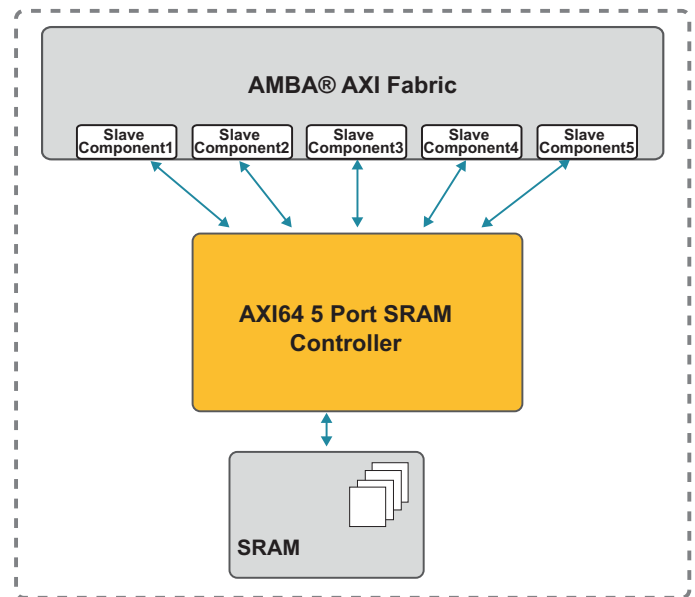 AMBA® AXI Fabric
Slave
Component1
Slave
Component2
Slave
Component3
Slave
Component4
Slave
Component5
AXI64 5 Port SRAM
Controller
SRAM